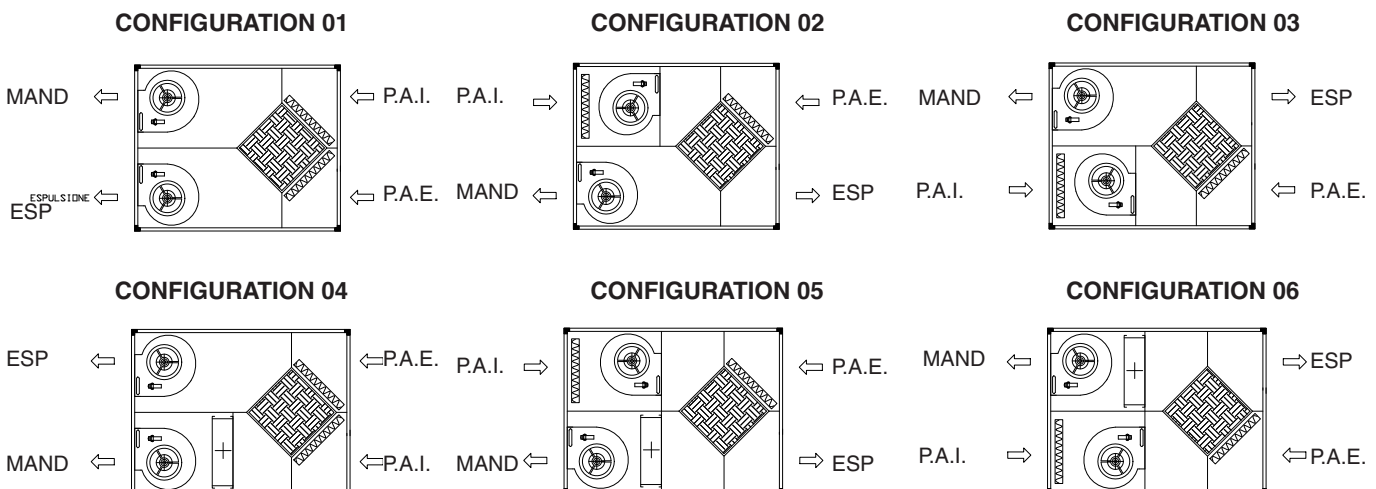 CONFIGURATION 01 CONFIGURATION 02 CONFIGURATION 03
MAND P.A.I. P.A.I. P.A.E. MAND ESP
ESPULSIONE
ESP P.A.E. MAND ESP P.A.I. P.A.E.
CONFIGURATION 04 CONFIGURATION 05 CONFIGURATION 06
ESP P.A.E. P.A.I. P.A.E. MAND ESP
MAND P.A.I. MAND ESP P.A.I. P.A.E.